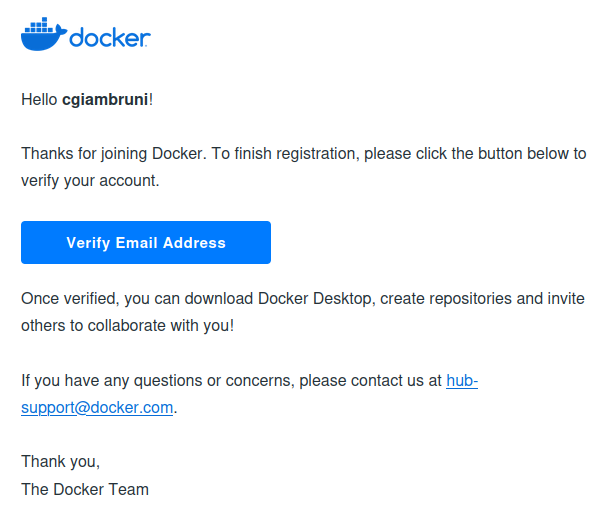 docker
Hello cgiambruni!
Thanks for joining Docker. To finish registration, please click the button below to
verify your account.
Verify Email Address
Once verified, you can download Docker Desktop, create repositories and invite
others to collaborate with you!
If you have any questions or concerns, please contact us at hub-
support@docker.com.
Thank you,
The Docker Team